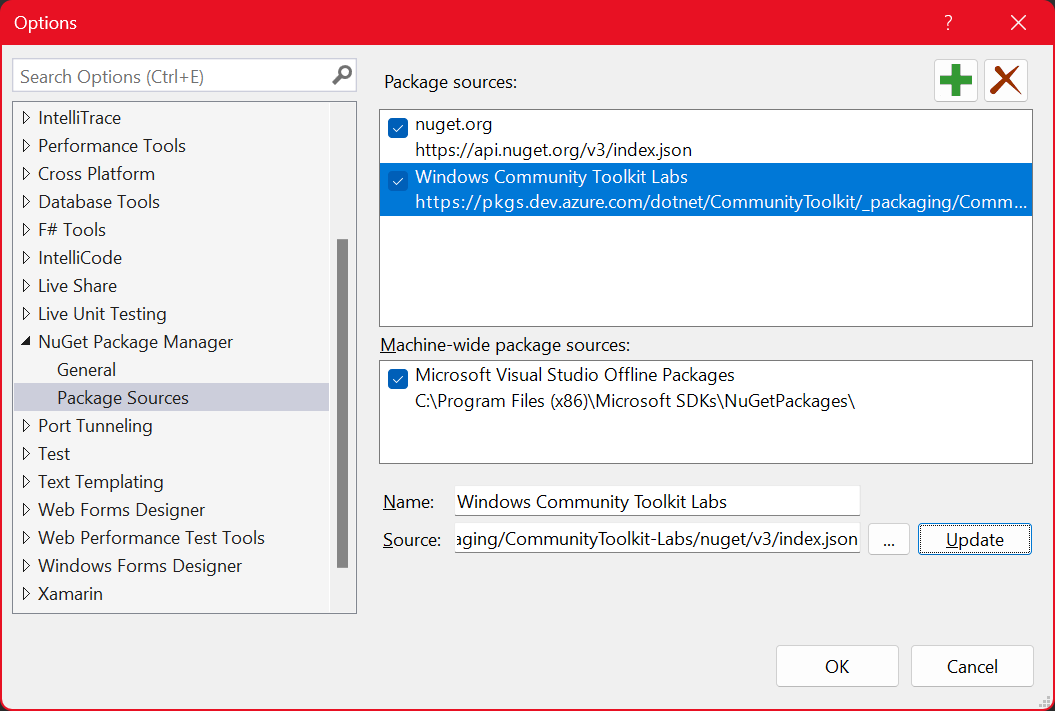 Options
?
Search Options (Ctrl+E)
IntelliTrace
Performance Tools
Cross Platform
Database Tools
F# Tools
IntelliCode
Live Share
Live Unit Testing
NuGet Package Manager
General
Package Sources
Port Tunneling
Test
Text Templating
Web Forms Designer
Web Performance Test Tools
Windows Forms Designer
Xamarin
Package sources:
nuget.org
https://api.nuget.org/v3/index.json
Windows Community Toolkit Labs
https://pkgs.dev.azure.com/dotnet/CommunityToolkit/_packaging/Comm...
Machine-wide package sources:
Microsoft Visual Studio Offline Packages
C:\Program Files (x86)\Microsoft SDKs\NuGetPackages\
Name: Windows Community Toolkit Labs
Source: aging/CommunityToolkit-Labs/nuget/v3/index.json ... Update
OK Cancel